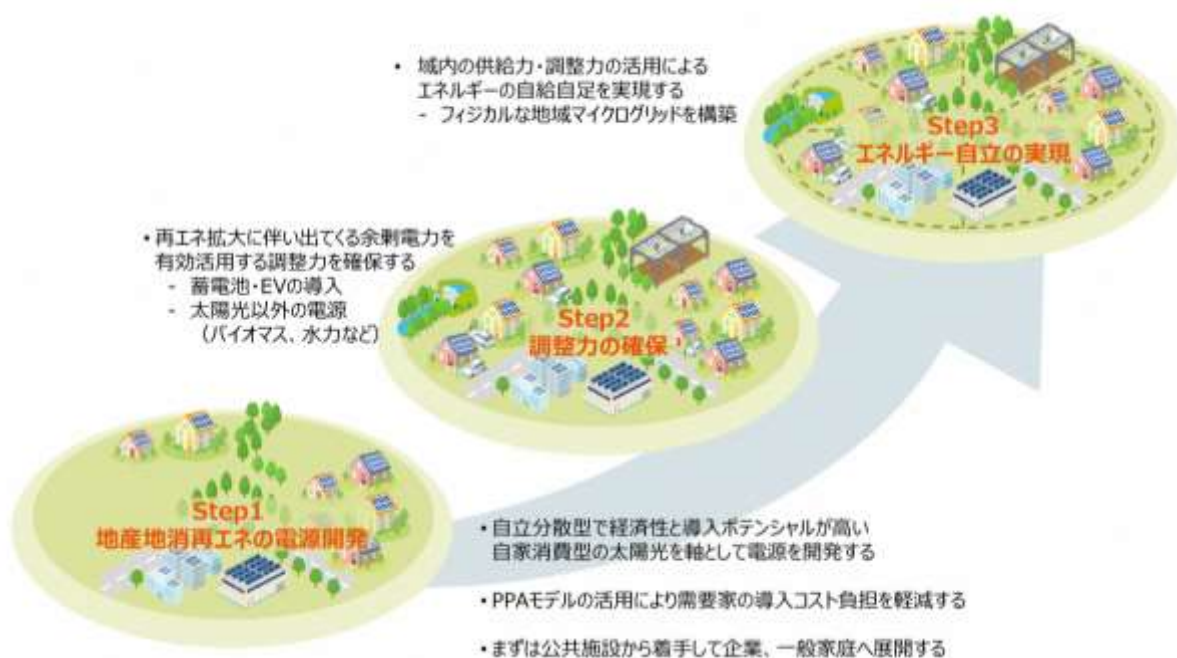 • 域内の供給力・調整力の活用による
エネルギーの自給自足を実現する
- フィジカルな地域マイクログリッドを構築
Step3
エネルギー自立の実現
• 再エネ拡大に伴い出てくる余剰電力を
有効活用する調整力を確保する
- 蓄電池・EVの導入
- 太陽光以外の電源
（バイオマス、水力など）
Step2
調整力の確保
Step1
地産地消再エネの電源開発
• 自立分散型で経済性と導入ポテンシャルが高い
自家消費型の太陽光を軸として電源を開発する
• PPAモデルの活用により需要家の導入コスト負担を軽減する
• まずは公共施設から着手して企業、一般家庭へ展開する